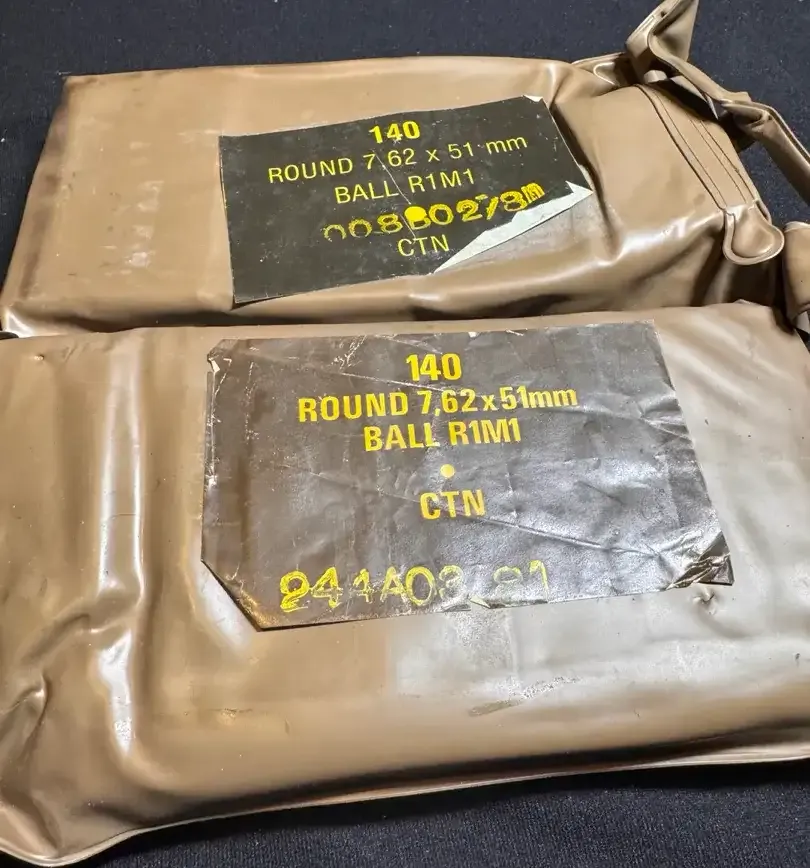 140
ROUND 7,62 x 51 mm
BALL R1M1
CTN
140
ROUND 7,62x51mm
BALL R1M1
CTN